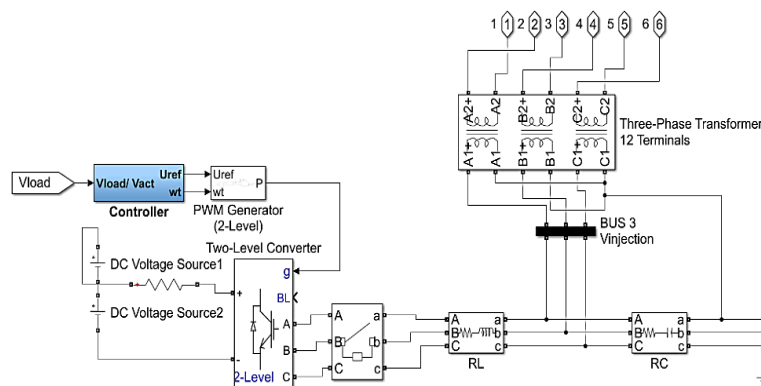 1 1 2 2 3 3 4 4 5 5 6 6
A2+ A2 B2+ B2 C2+ C2
Three-Phase Transformer
12 Terminals
A1+ A1 B1+ B1 C1+ C1
Vload
Vload/ Vact
Uref
wt
Controller
Uref
wt
P
PWM Generator
(2-Level)
BUS 3
Vinjection
Two-Level Converter
DC Voltage Source1
DC Voltage Source2
g
BL
+
-
A
B
C
2-Level
A a
B b
C c
A a
B b
C c
RL
A a
B b
C c
RC